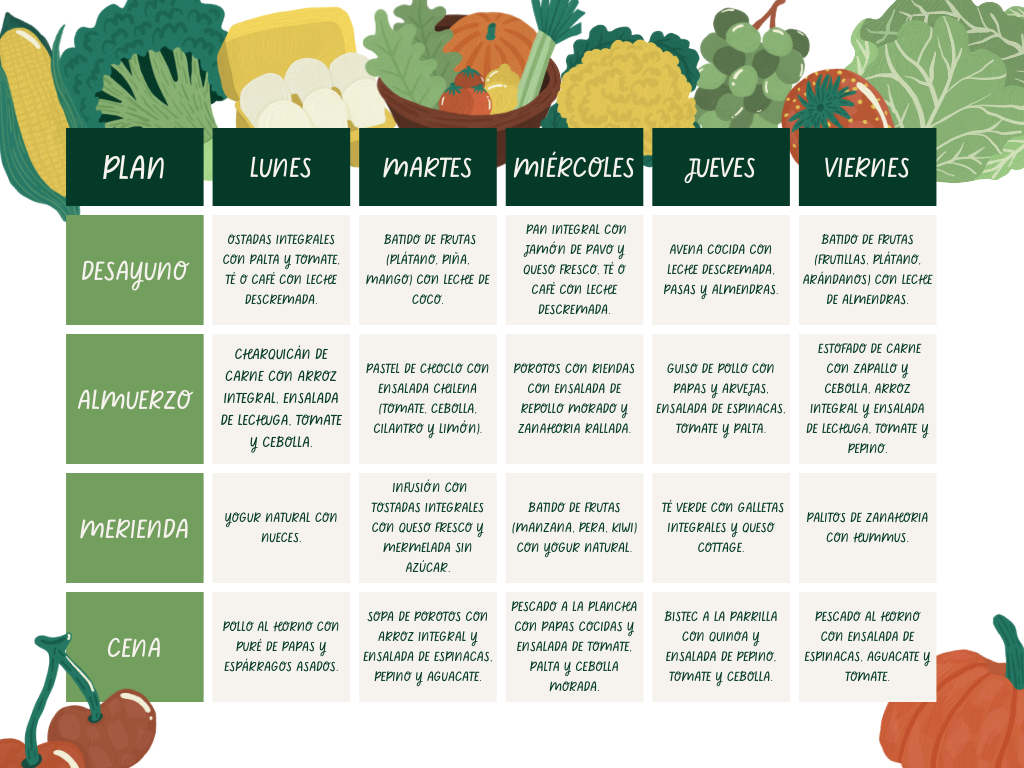 PLAN
LUNES
MARTES
MIÉRCOLES
JUEVES
VIERNES
DESAYUNO
OSTADAS INTEGRALES
CON PALTA Y TOMATE,
TÉ O CAFÉ CON LECHE
DESCREMADA.
BATIDO DE FRUTAS
(PLÁTANO, PIÑA,
MANGO) CON LECHE DE
COCO.
PAN INTEGRAL CON
JAMÓN DE PAVO Y
QUESO FRESCO, TÉ O
CAFÉ CON LECHE
DESCREMADA.
AVENA COCIDA CON
LECHE DESCREMADA,
PASAS Y ALMENDRAS.
BATIDO DE FRUTAS
(FRUTILLAS, PLÁTANO,
ARÁNDANOS) CON LECHE
DE ALMENDRAS.
ALMUERZO
CHARQUICÁN DE
CARNE CON ARROZ
INTEGRAL, ENSALADA
DE LECHUGA, TOMATE
Y CEBOLLA.
PASTEL DE CHOCLO CON
ENSALADA CHILENA
(TOMATE, CEBOLLA,
CILANTRO Y LIMÓN).
POROTOS CON RIENDAS
CON ENSALADA DE
REPOLLO MORADO Y
ZANAHORIA RALLADA.
GUISO DE POLLO CON
PAPAS Y ARVEJAS,
ENSALADA DE ESPINACAS,
TOMATE Y PALTA.
ESTOFADO DE CARNE
CON ZAPALLO Y
CEBOLLA, ARROZ
INTEGRAL Y ENSALADA
DE LECHUGA, TOMATE Y
PEPINO.
MERIENDA
YOGUR NATURAL CON
NUECES.
INFUSIÓN CON
TOSTADAS INTEGRALES
CON QUESO FRESCO Y
MERMELADA SIN
AZÚCAR.
BATIDO DE FRUTAS
(MANZANA, PERA, KIWI)
CON YOGUR NATURAL.
TÉ VERDE CON GALLETAS
INTEGRALES Y QUESO
COTTAGE.
PALITOS DE ZANAHORIA
CON HUMMUS.
CENA
POLLO AL HORNO CON
PURÉ DE PAPAS Y
ESPÁRRAGOS ASADOS.
SOPA DE POROTOS CON
ARROZ INTEGRAL Y
ENSALADA DE ESPINACAS,
PEPINO Y AGUACATE.
PESCADO A LA PLANCHA
CON PAPAS COCIDAS Y
ENSALADA DE TOMATE,
PALTA Y CEBOLLA
MORADA.
BISTEC A LA PARRILLA
CON QUINOA Y
ENSALADA DE PEPINO,
TOMATE Y CEBOLLA.
PESCADO AL HORNO
CON ENSALADA DE
ESPINACAS, AGUACATE Y
TOMATE.